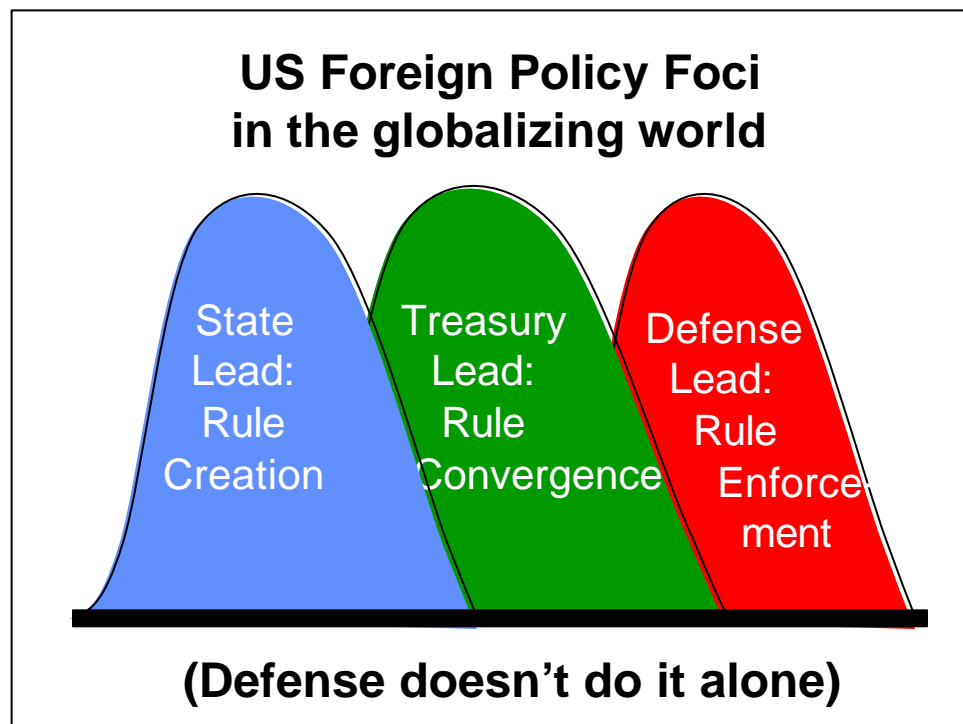 US Foreign Policy Foci
in the globalizing world
State
Lead:
Rule
Creation
Treasury
Lead:
Rule
Convergence
Defense
Lead:
Rule
Enforce-
ment
(Defense doesn’t do it alone)